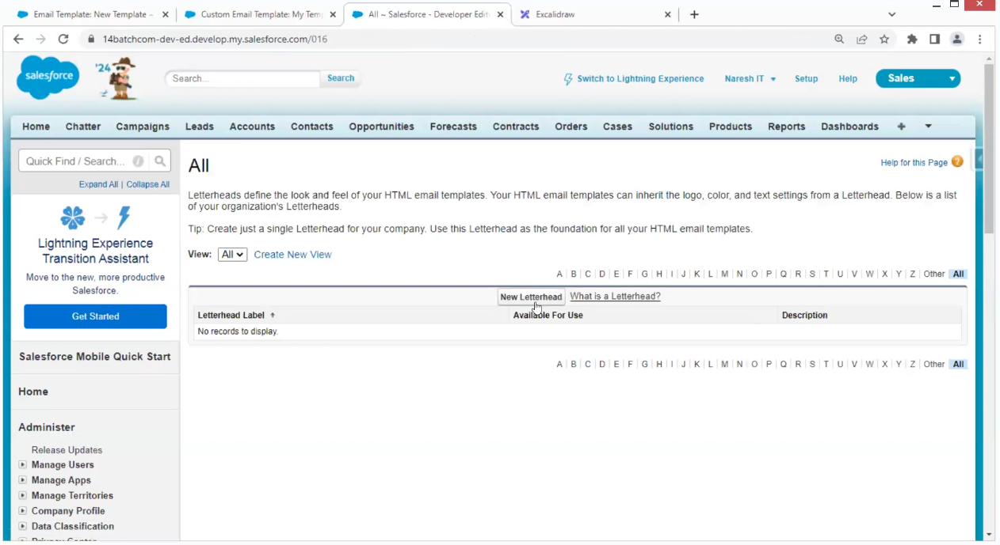 Email Template: New Template –
Custom Email Template: My Temp
All ~ Salesforce - Developer Editi
Excalidraw
14batchcom-dev-ed.develop.my.salesforce.com/016
salesforce
'24
Search...
Search
Switch to Lightning Experience
Naresh IT
Setup
Help
Sales
Home Chatter Campaigns Leads Accounts Contacts Opportunities Forecasts Contracts Orders Cases Solutions Products Reports Dashboards +
Quick Find / Search...
Expand All | Collapse All
Lightning Experience
Transition Assistant
Move to the new, more productive
Salesforce.
Get Started
Salesforce Mobile Quick Start
Home
Administer
Release Updates
Manage Users
Manage Apps
Manage Territories
Company Profile
Data Classification
All
Help for this Page ?
Letterheads define the look and feel of your HTML email templates. Your HTML email templates can inherit the logo, color, and text settings from a Letterhead. Below is a list
of your organization's Letterheads.
Tip: Create just a single Letterhead for your company. Use this Letterhead as the foundation for all your HTML email templates.
View: All Create New View
A | B | C | D | E | F | G | H | I | J | K | L | M | N | O | P | Q | R | S | T | U | V | W | X | Y | Z | Other All
New Letterhead What is a Letterhead?
Letterhead Label Available For Use Description
No records to display.
A | B | C | D | E | F | G | H | I | J | K | L | M | N | O | P | Q | R | S | T | U | V | W | X | Y | Z | Other All